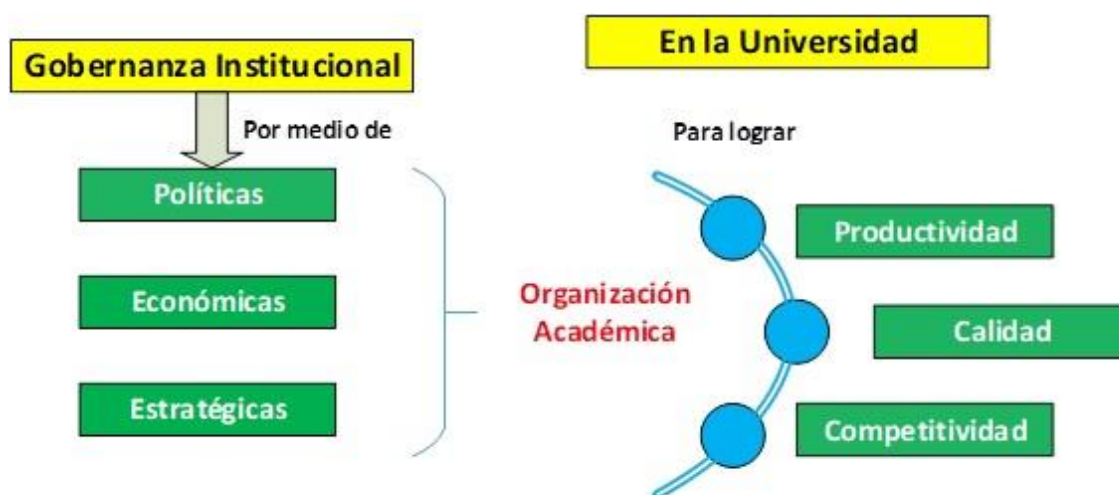 Gobernanza Institucional
Por medio de
Políticas
Económicas
Estratégicas
Organización
Académica
En la Universidad
Para lograr
Productividad
Calidad
Competitividad